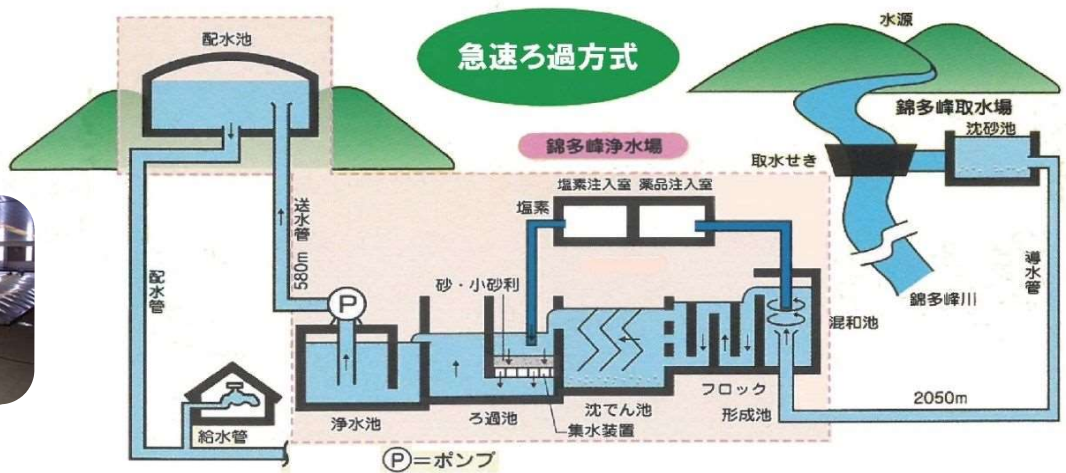 急速ろ過方式
水源
配水池
錦多峰取水場
沈砂池
取水せき
錦多峰浄水場
塩素注入室 薬品注入室
塩素
送水管
580m
砂・小砂利
配水管
導水管
錦多峰川
混和池
P
フロック
形成池
2050m
浄水池
ろ過池
沈でん池
集水装置
給水管
P=ポンプ